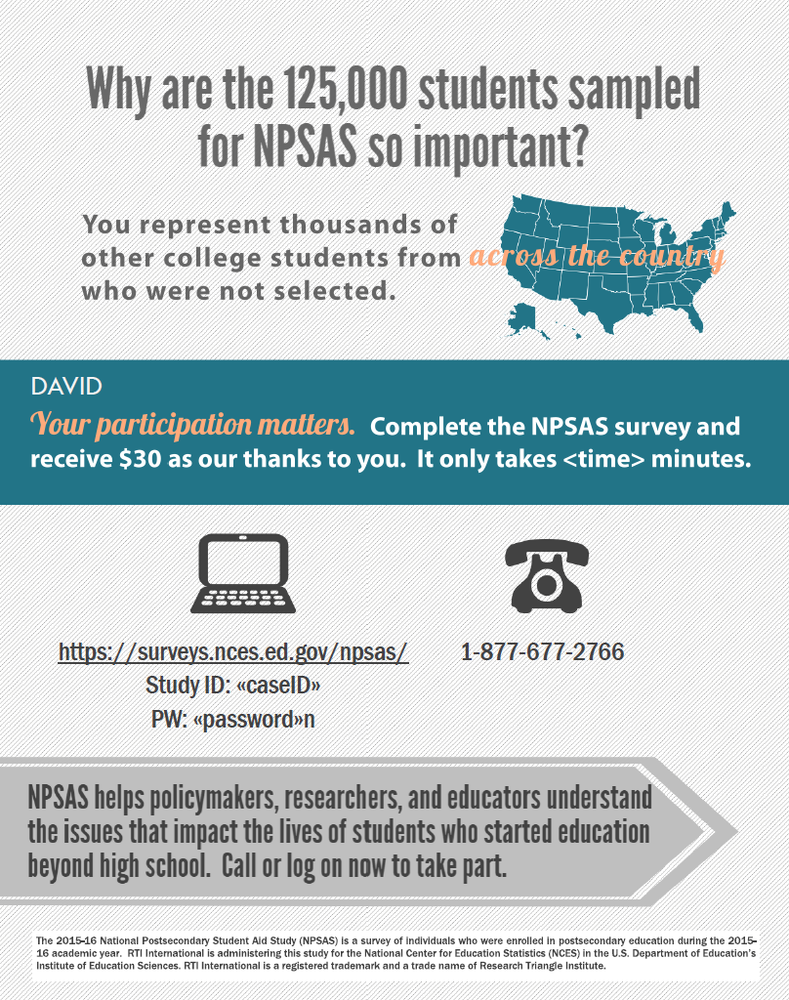 Why are the 125,000 students sampled
for NPSAS so important?
You represent thousands of
other college students from across the country
who were not selected.
DAVID
Your participation matters. Complete the NPSAS survey and
receive $30 as our thanks to you. It only takes <time> minutes.
https://surveys.nces.ed.gov/npsas/
Study ID: «caseID»
PW: «password»n
1-877-677-2766
NPSAS helps policymakers, researchers, and educators understand
the issues that impact the lives of students who started education
beyond high school. Call or log on now to take part.
The 2015-16 National Postsecondary Student Aid Study (NPSAS) is a survey of individuals who were enrolled in postsecondary education during the 2015-
16 academic year. RTI International is administering this study for the National Center for Education Statistics (NCES) in the U.S. Department of Education's
Institute of Education Sciences. RTI International is a registered trademark and a trade name of Research Triangle Institute.